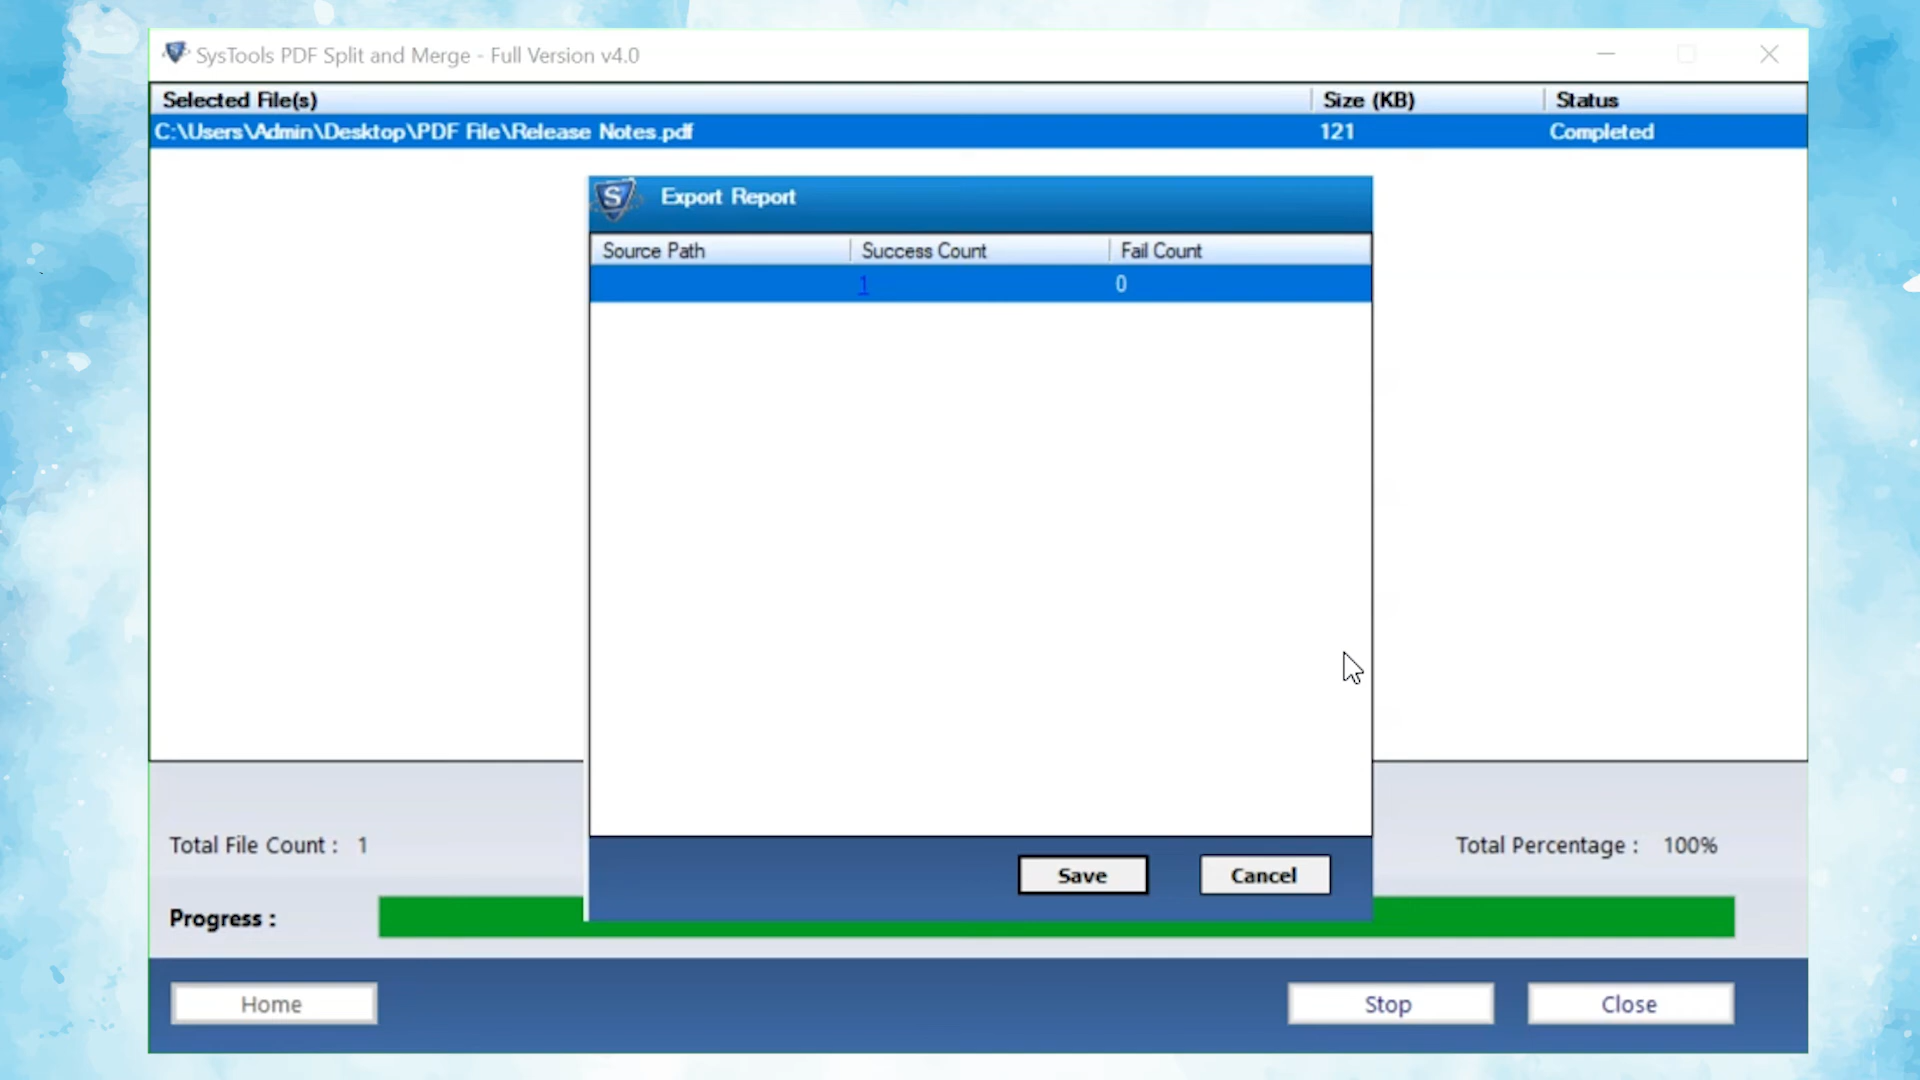 SysTools PDF Split and Merge - Full Version v4.0
Selected File(s) Size (KB) Status
C:\Users\Admin\Desktop\PDF File\Release Notes.pdf 121 Completed
S Export Report
Source Path Success Count Fail Count
1 0
Total File Count : 1 Total Percentage : 100%
Save Cancel
Progress :
Home Stop Close